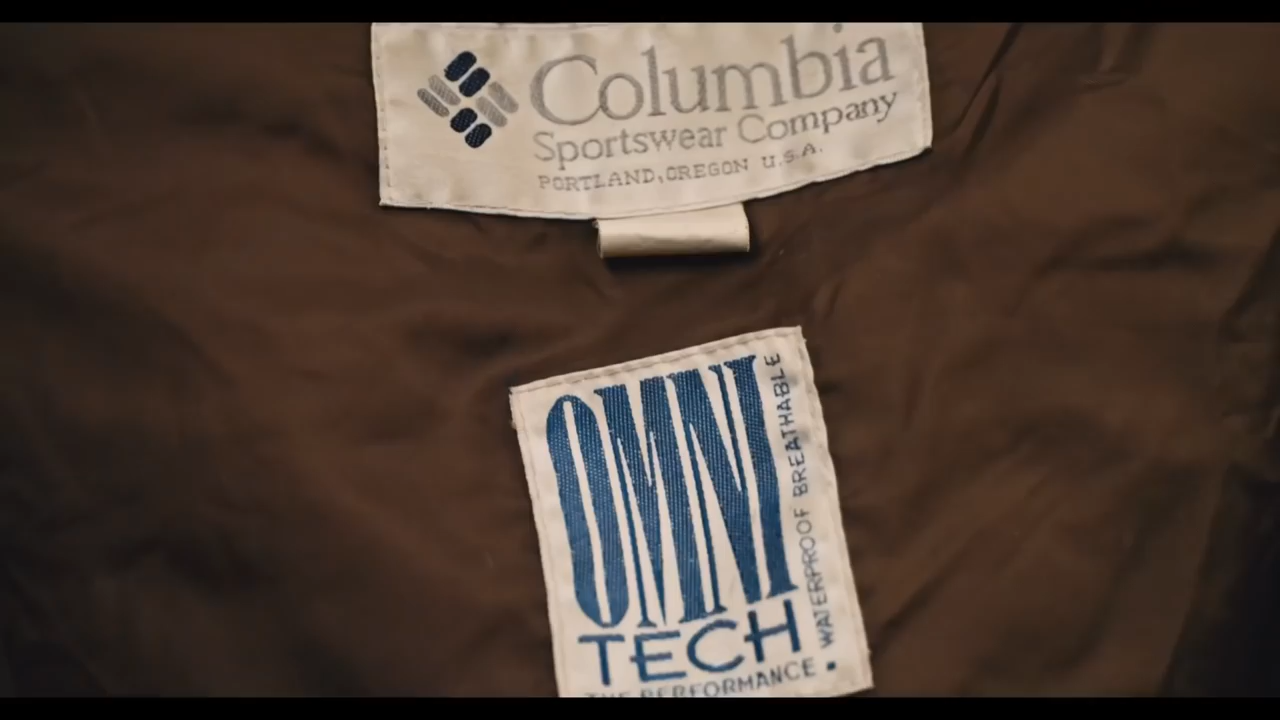 Columbia
Sportswear Company
PORTLAND, OREGON U.S.A.
OMNI
TECH
WATERPROOF BREATHABLE
THE PERFORMANCE